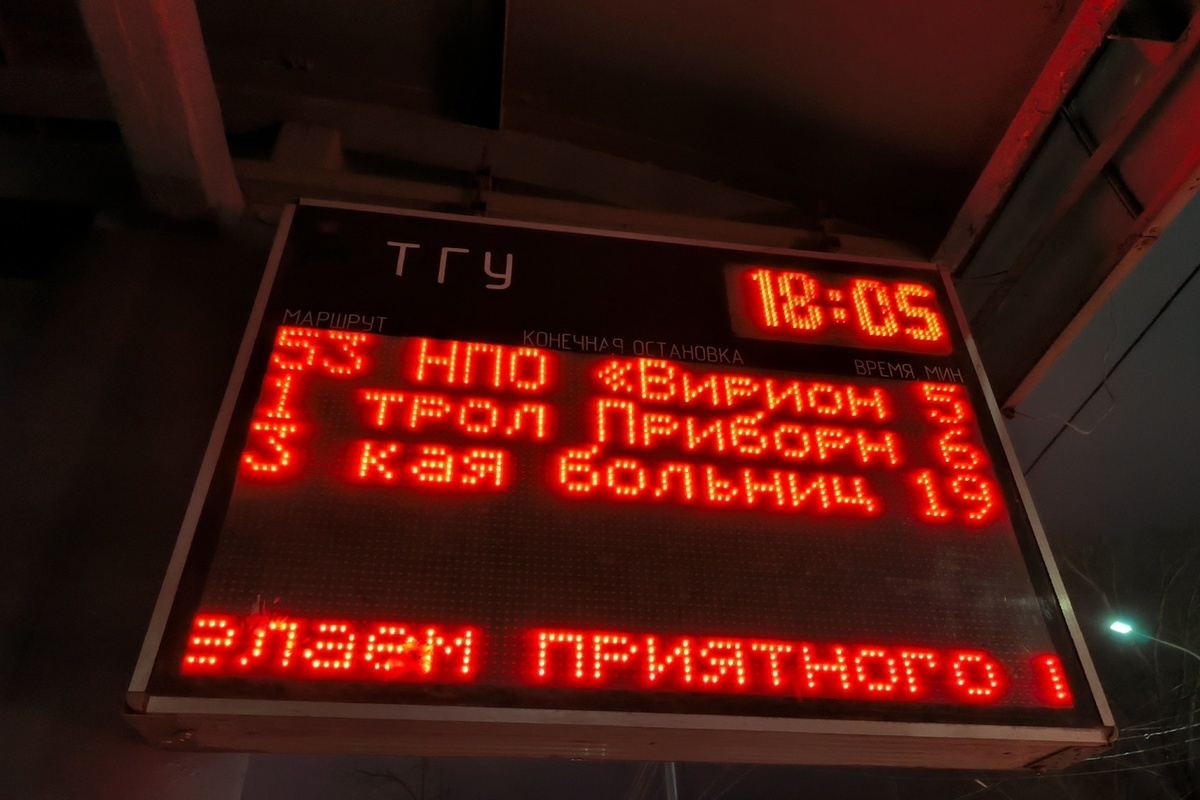 ТГУ
18:05
МАРШРУТ КОНЕЧНАЯ ОСТАНОВКА ВРЕМЯ МИН
53 НПО «Вирион 5
1 трол Приборн 6
3 кая больниц 19
елаем приятного